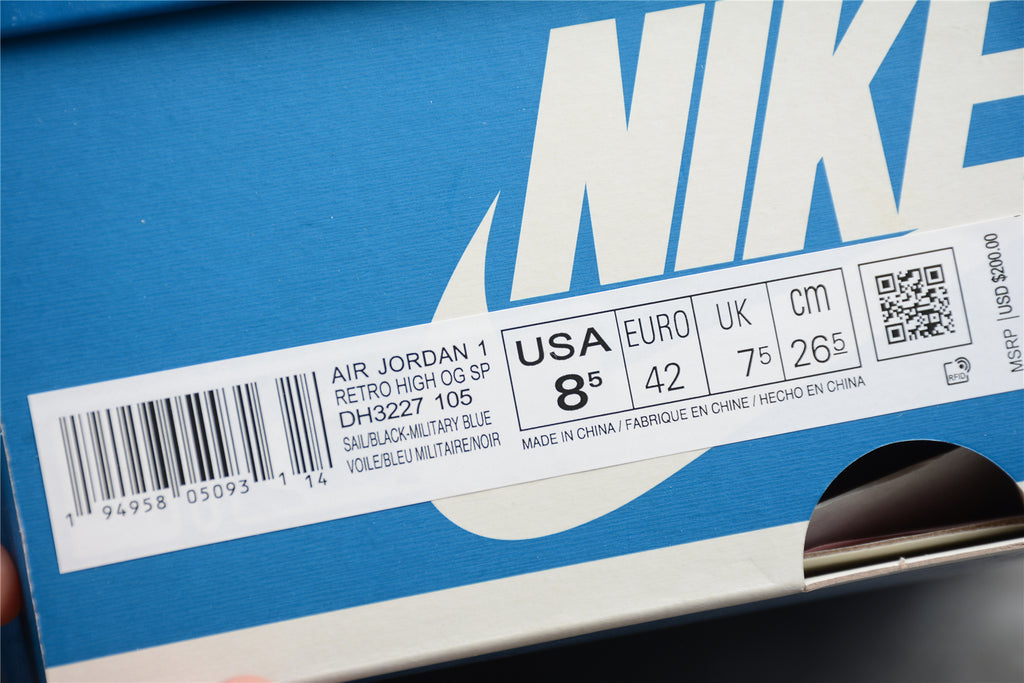 NIKE
AIR JORDAN 1
RETRO HIGH OG SP
DH3227 105
SAIL/BLACK-MILITARY BLUE
VOILE/BLEU MILITAIRE/NOIR
1 94958 05093 1 14
USA
8⁵
EURO
42
UK
7⁵
cm
26⁵
MADE IN CHINA / FABRIQUE EN CHINE / HECHO EN CHINA
RFID
MSRP | USD $200.00